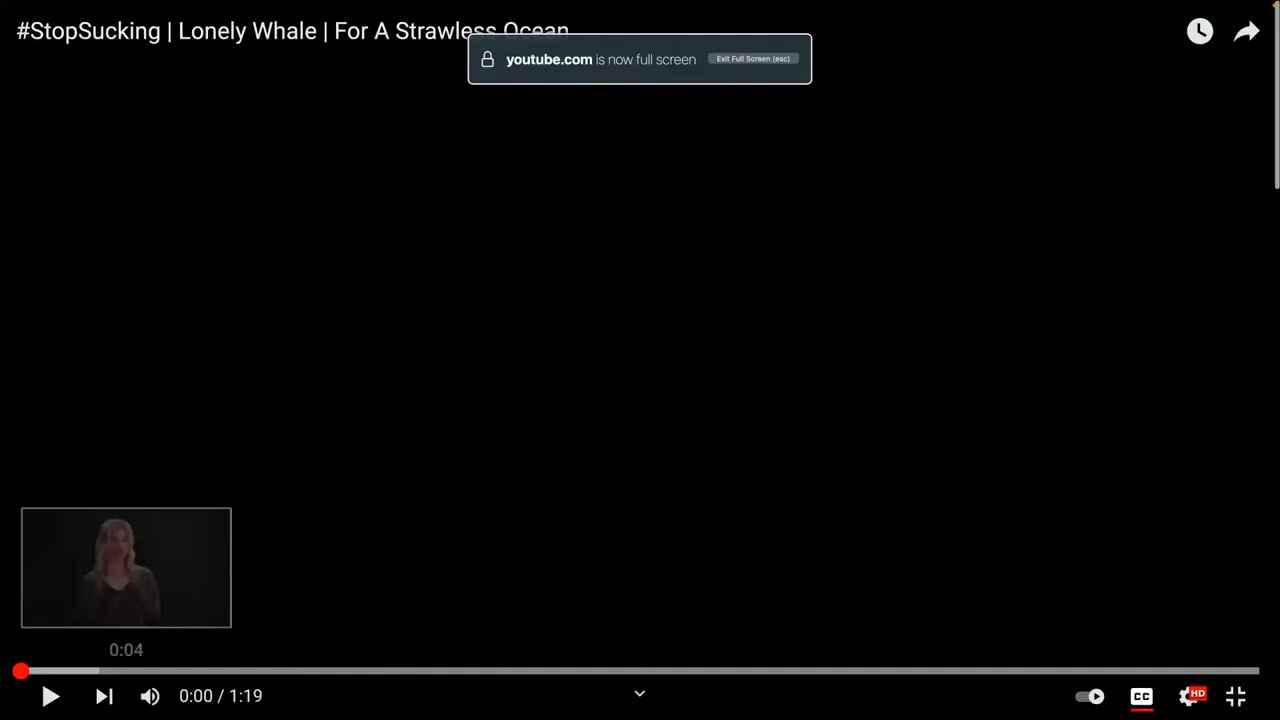 #StopSucking | Lonely Whale | For A Strawless Ocean
youtube.com is now full screen
Exit Full Screen (esc)
0:04
0:00 / 1:19
CC
HD